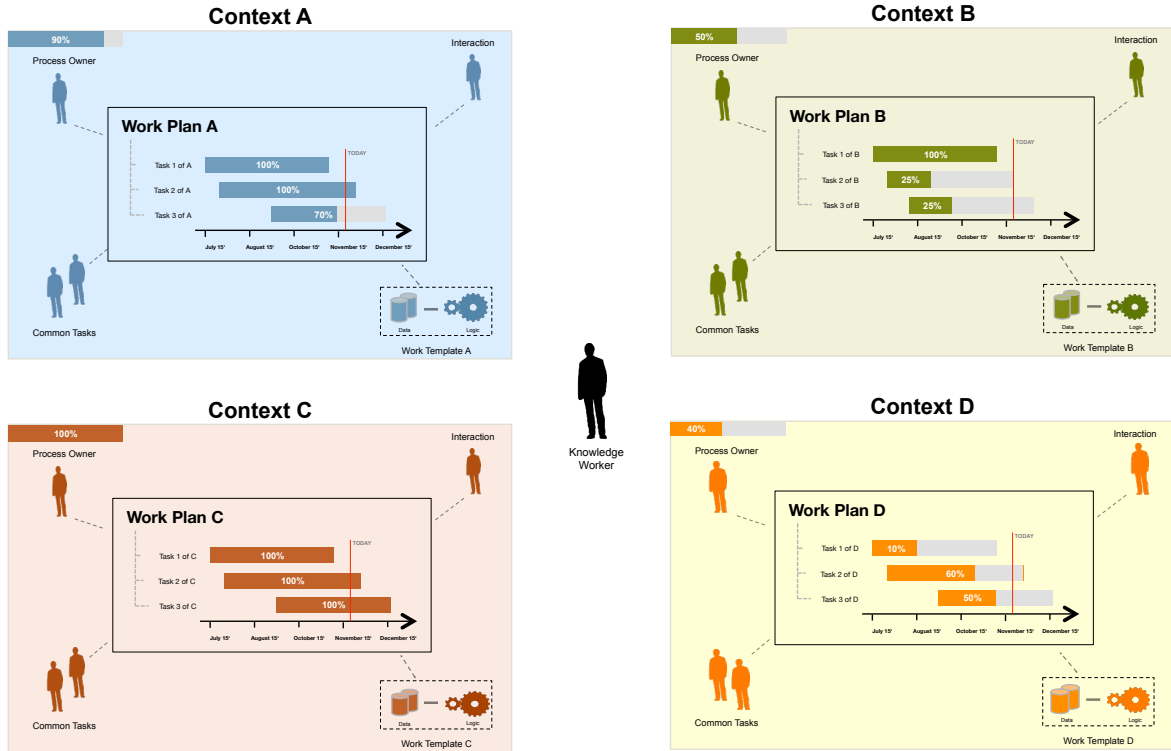 Context A
90%
Process Owner
Interaction
Work Plan A
TODAY
Task 1 of A
100%
Task 2 of A
100%
Task 3 of A
70%
July 15'
August 15'
October 15'
November 15'
December 15'
Common Tasks
Data
Logic
Work Template A
Context B
50%
Process Owner
Interaction
Work Plan B
TODAY
Task 1 of B
100%
Task 2 of B
25%
Task 3 of B
25%
July 15'
August 15'
October 15'
November 15'
December 15'
Common Tasks
Data
Logic
Work Template B
Knowledge
Worker
Context C
100%
Process Owner
Interaction
Work Plan C
TODAY
Task 1 of C
100%
Task 2 of C
100%
Task 3 of C
100%
July 15'
August 15'
October 15'
November 15'
December 15'
Common Tasks
Data
Logic
Work Template C
Context D
40%
Process Owner
Interaction
Work Plan D
TODAY
Task 1 of D
10%
Task 2 of D
60%
Task 3 of D
50%
July 15'
August 15'
October 15'
November 15'
December 15'
Common Tasks
Data
Logic
Work Template D